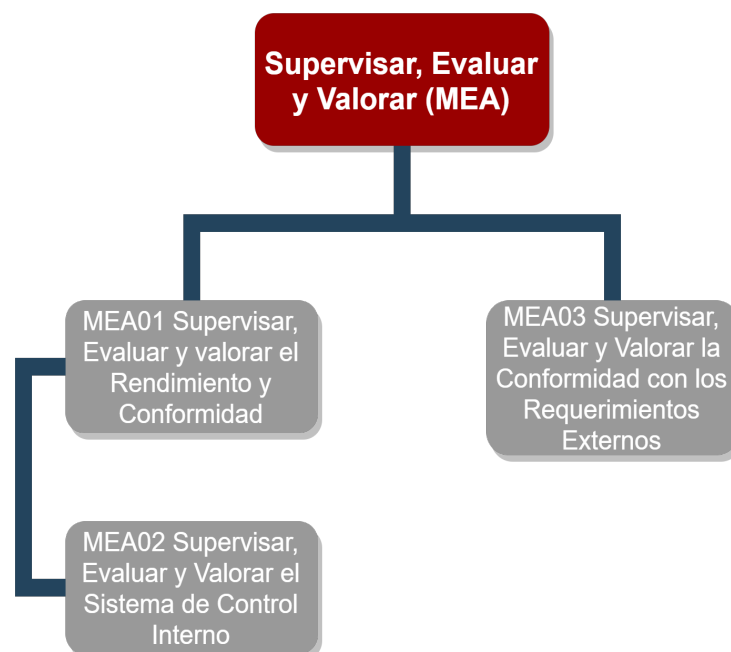 Supervisar, Evaluar
y Valorar (MEA)
MEA01 Supervisar,
Evaluar y valorar el
Rendimiento y
Conformidad
MEA03 Supervisar,
Evaluar y Valorar la
Conformidad con los
Requerimientos
Externos
MEA02 Supervisar,
Evaluar y Valorar el
Sistema de Control
Interno